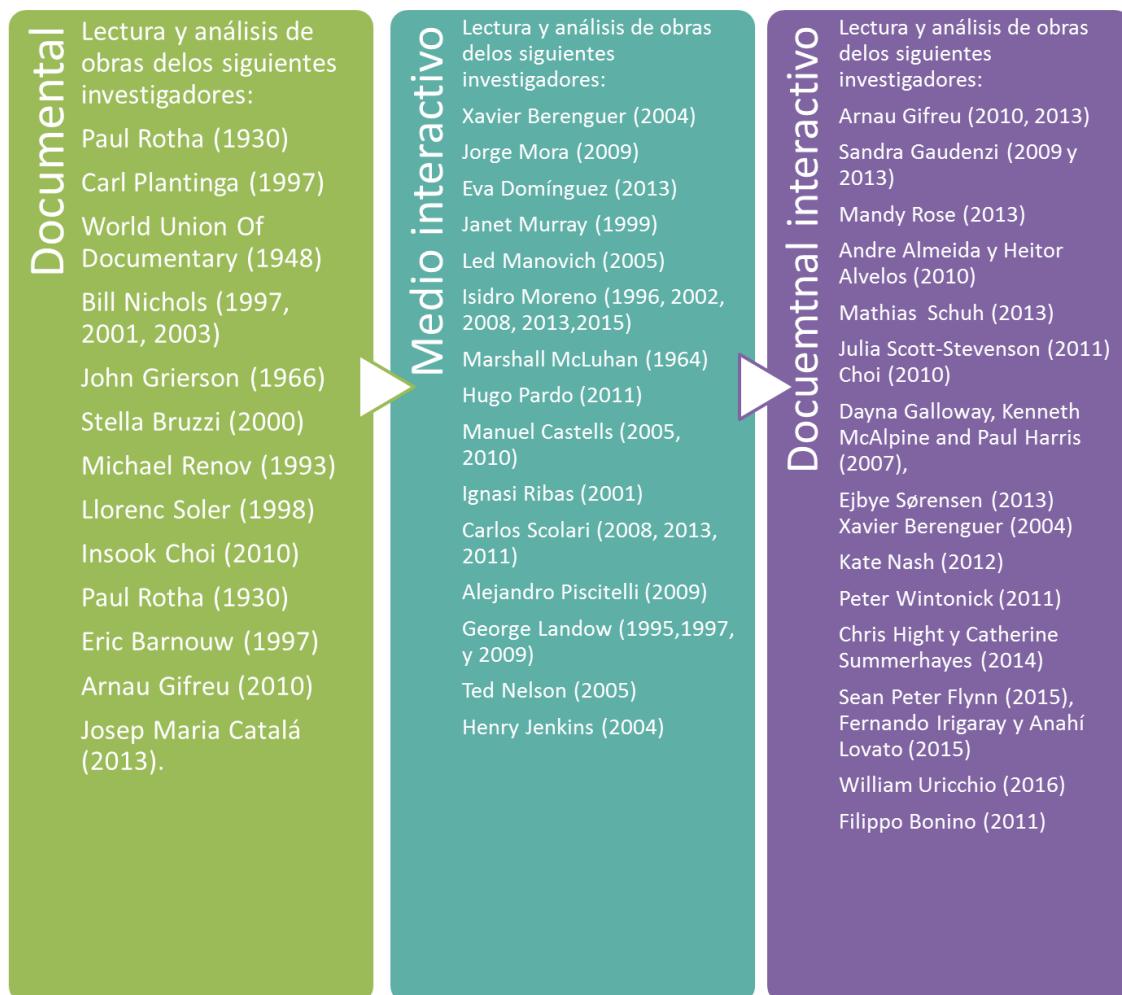 Documental
Lectura y análisis de
obras delos siguientes
investigadores:
Paul Rotha (1930)
Carl Plantinga (1997)
World Union Of
Documentary (1948)
Bill Nichols (1997,
2001, 2003)
John Grierson (1966)
Stella Bruzzi (2000)
Michael Renov (1993)
Llorenc Soler (1998)
Insook Choi (2010)
Paul Rotha (1930)
Eric Barnouw (1997)
Arnau Gifreu (2010)
Josep Maria Catalá
(2013).
Medio interactivo
Lectura y análisis de obras
delos siguientes
investigadores:
Xavier Berenguer (2004)
Jorge Mora (2009)
Eva Domínguez (2013)
Janet Murray (1999)
Led Manovich (2005)
Isidro Moreno (1996, 2002,
2008, 2013,2015)
Marshall McLuhan (1964)
Hugo Pardo (2011)
Manuel Castells (2005,
2010)
Ignasi Ribas (2001)
Carlos Scolari (2008, 2013,
2011)
Alejandro Piscitelli (2009)
George Landow (1995,1997,
y 2009)
Ted Nelson (2005)
Henry Jenkins (2004)
Docuemtnal interactivo
Lectura y análisis de obras
delos siguientes
investigadores:
Arnau Gifreu (2010, 2013)
Sandra Gaudenzi (2009 y
2013)
Mandy Rose (2013)
Andre Almeida y Heitor
Alvelos (2010)
Mathias Schuh (2013)
Julia Scott-Stevenson (2011)
Choi (2010)
Dayna Galloway, Kenneth
McAlpine and Paul Harris
(2007),
Ejbye Sørensen (2013)
Xavier Berenguer (2004)
Kate Nash (2012)
Peter Wintonick (2011)
Chris Hight y Catherine
Summerhayes (2014)
Sean Peter Flynn (2015),
Fernando Irigaray y Anahí
Lovato (2015)
William Uricchio (2016)
Filippo Bonino (2011)